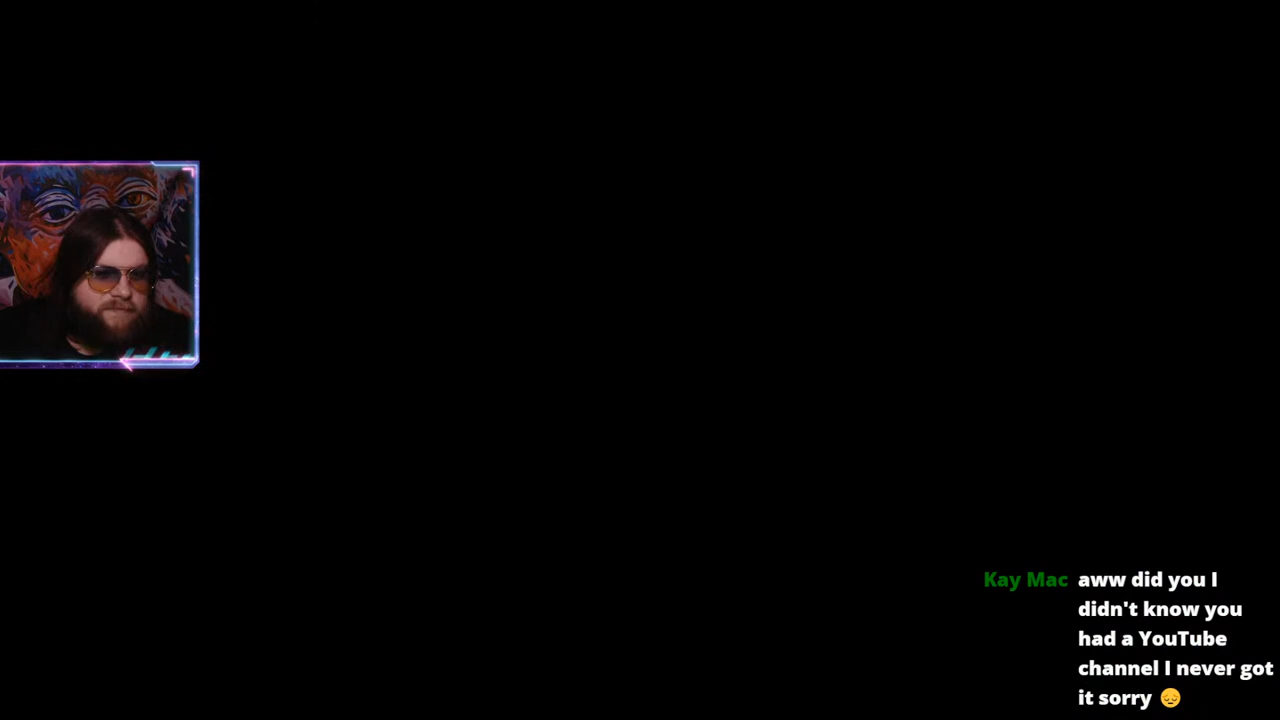 Kay Mac aww did you I
didn't know you
had a YouTube
channel I never got
it sorry 😔